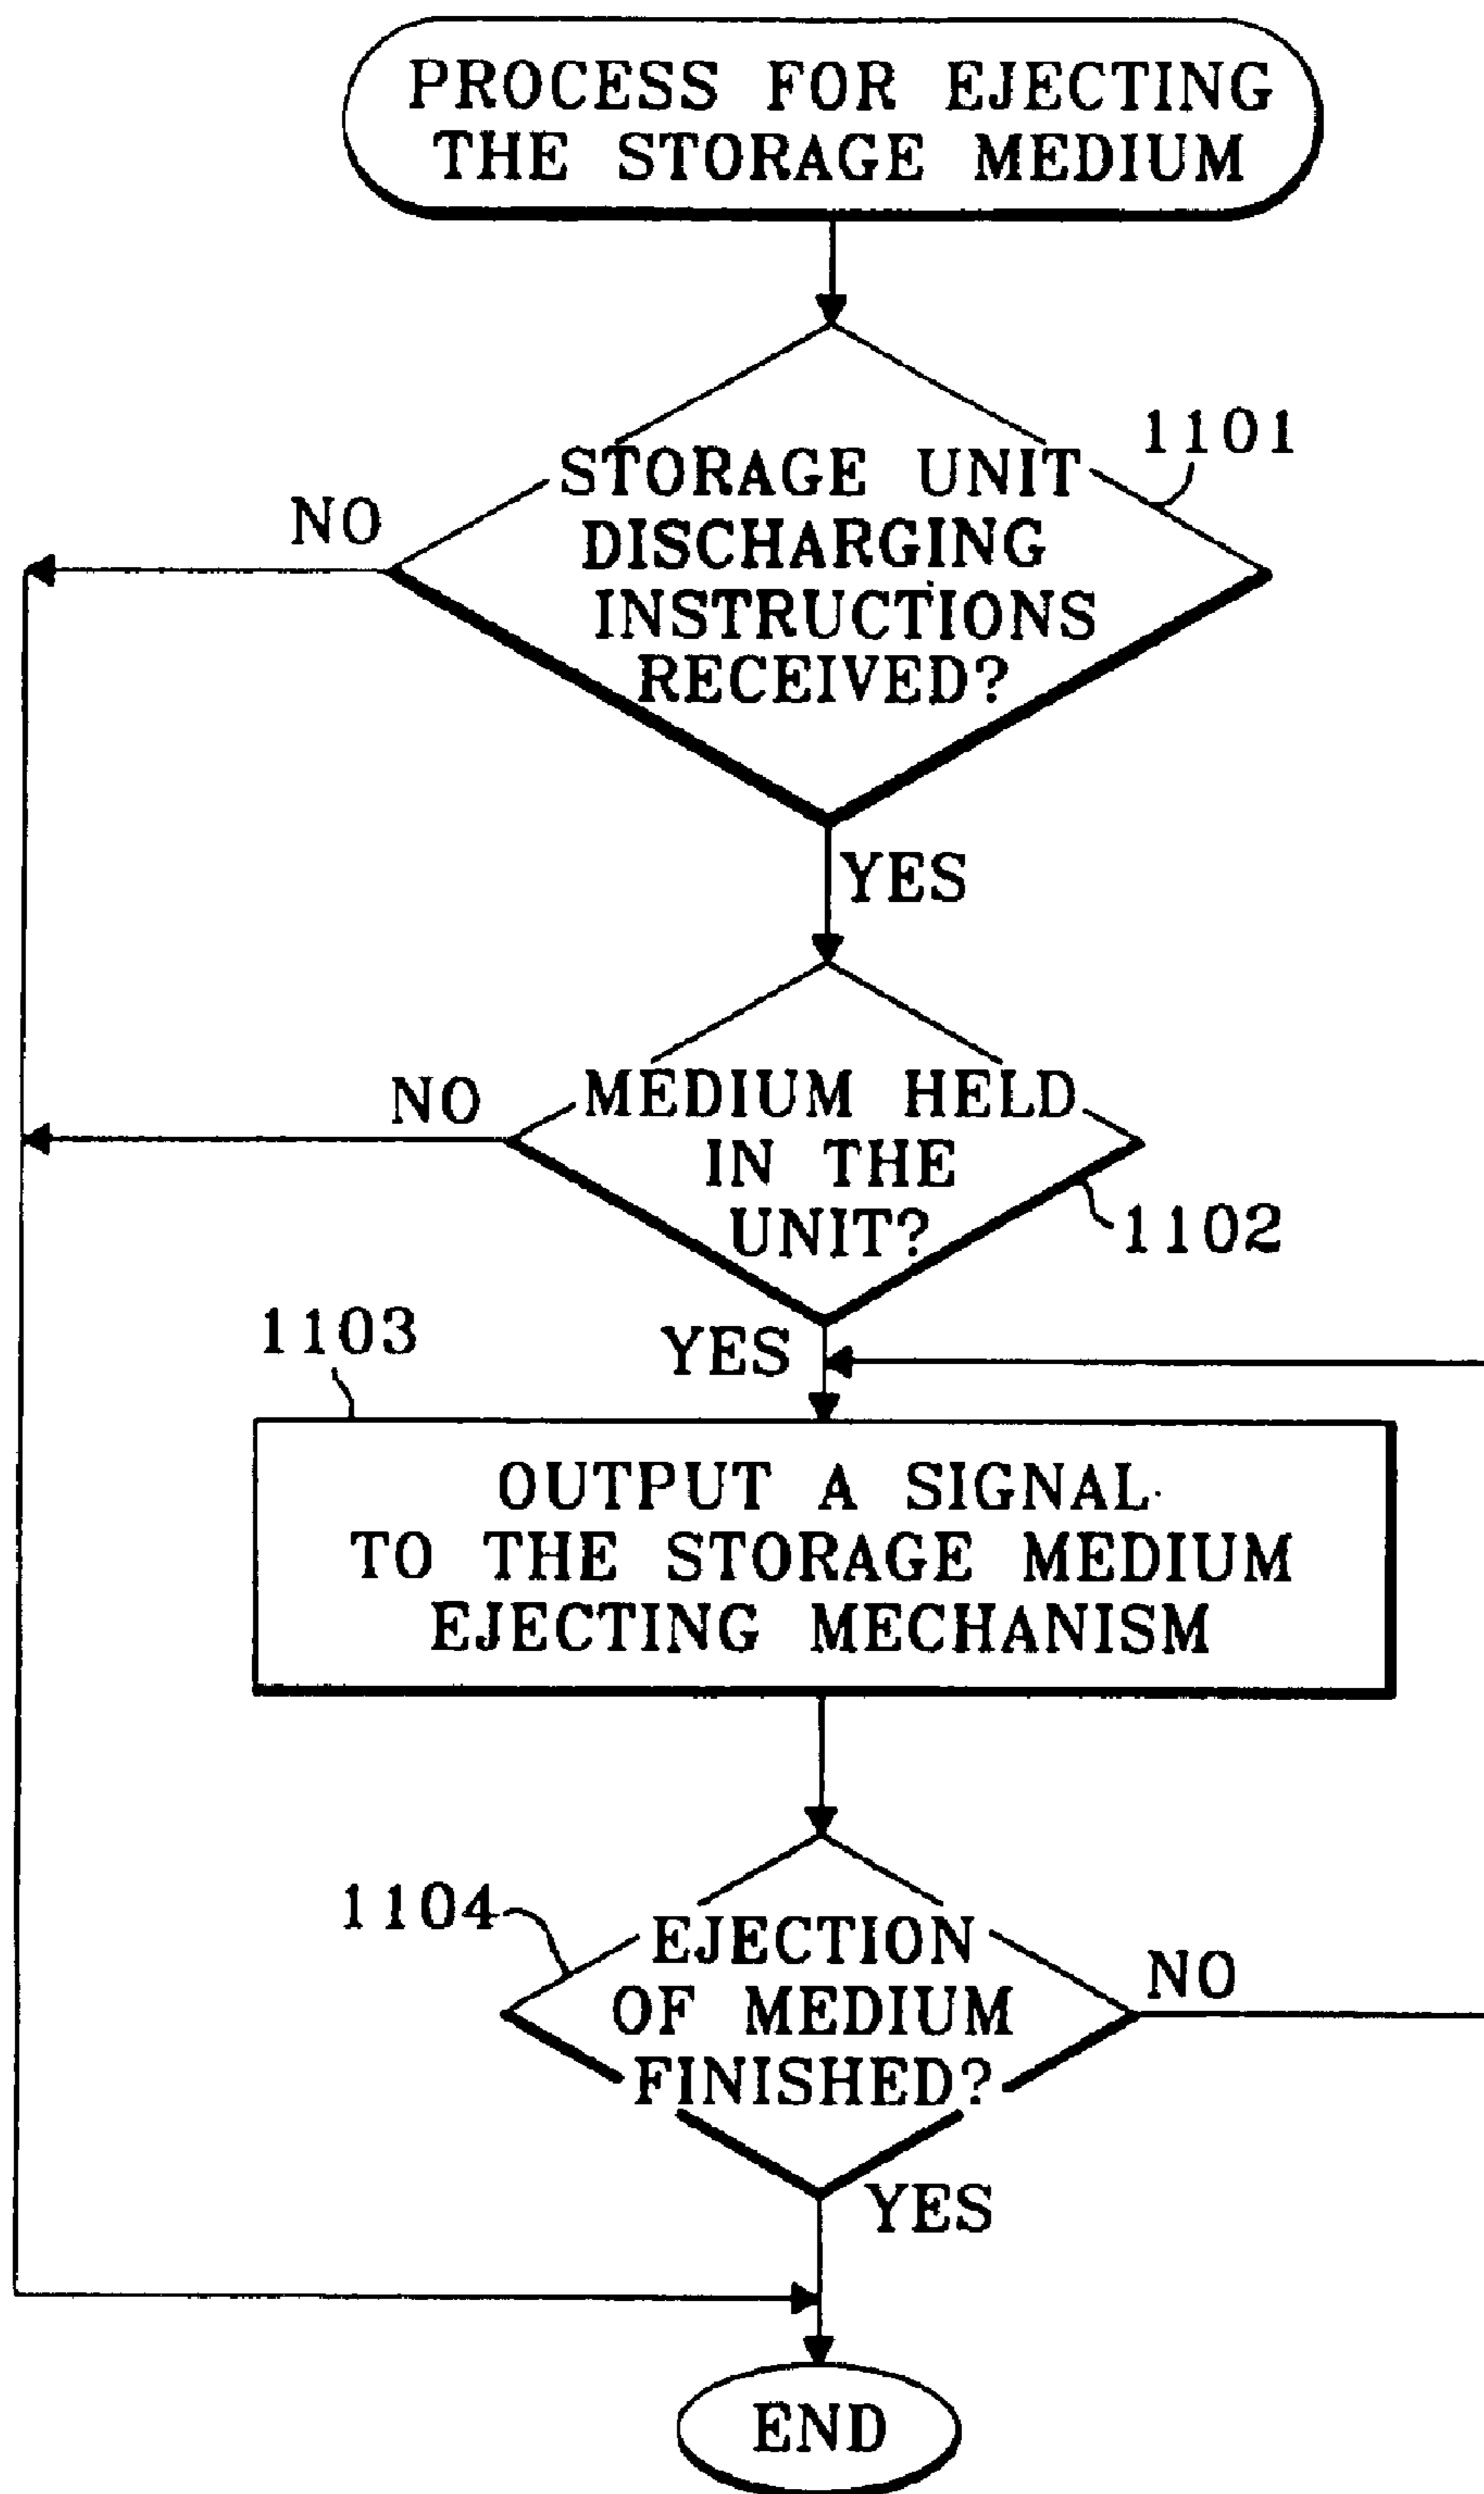 PROCESS FOR EJECTING
THE STORAGE MEDIUM
1101
STORAGE UNIT
DISCHARGING
INSTRUCTIONS
RECEIVED?
NO
YES
MEDIUM HELD
IN THE
UNIT?
NO
1102
YES
1103
OUTPUT A SIGNAL
TO THE STORAGE MEDIUM
EJECTING MECHANISM
1104
EJECTION
OF MEDIUM
FINISHED?
NO
YES
END